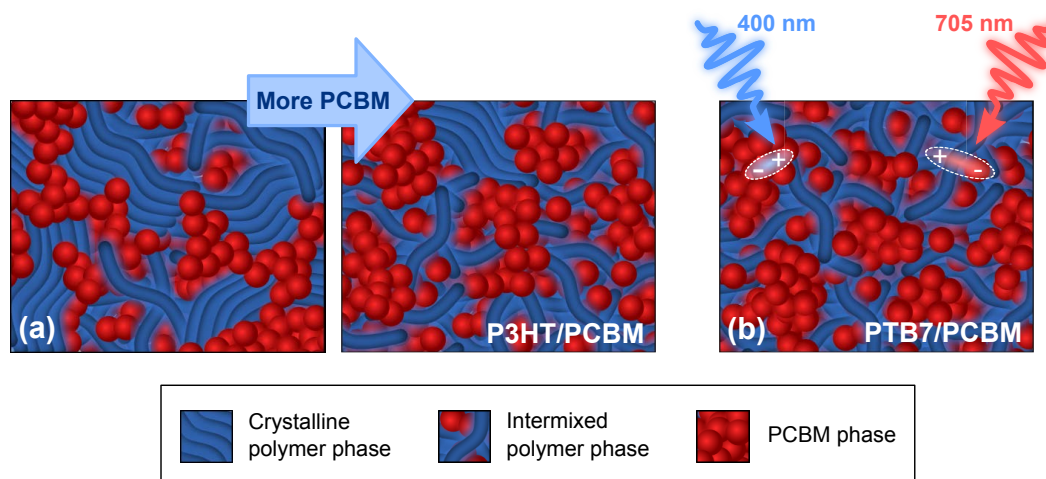 400 nm
705 nm
More PCBM
+
-
+
-
(a)
P3HT/PCBM
(b)
PTB7/PCBM
Crystalline
polymer phase
Intermixed
polymer phase
PCBM phase